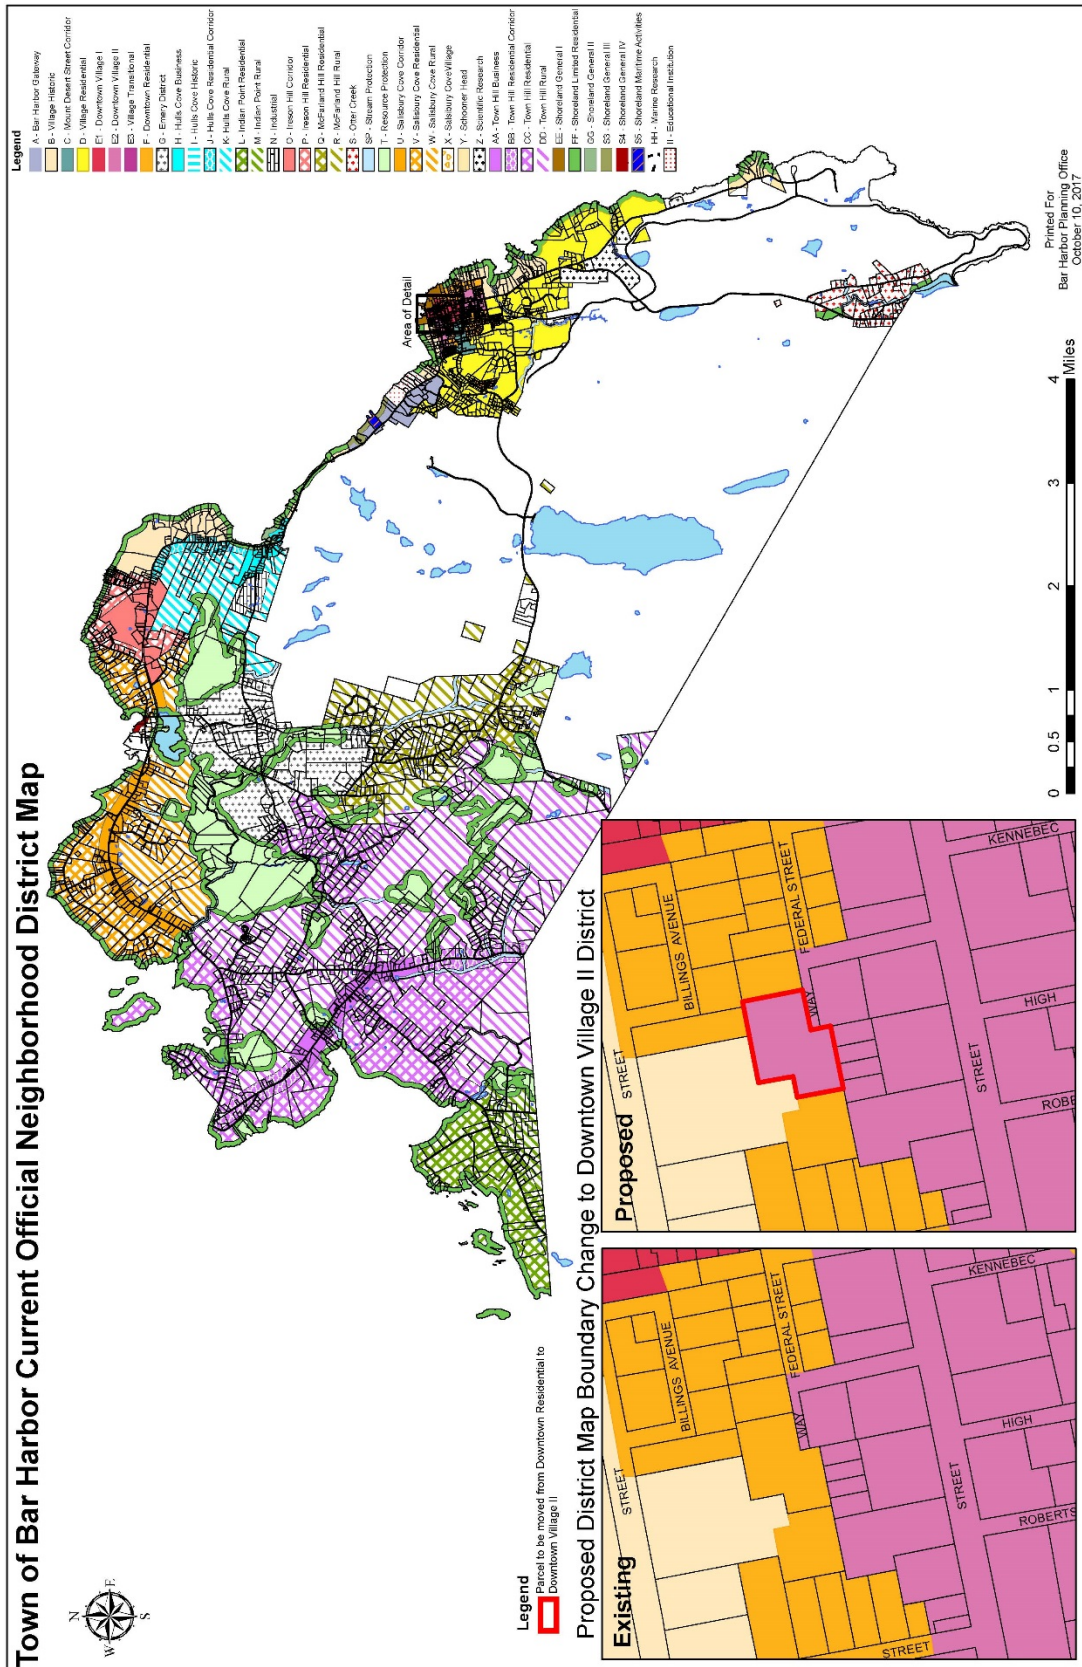 Town of Bar Harbor Current Official Neighborhood District Map
N
W
E
S
Legend
A - Bar Harbor Gateway
B - Village Historic
C - Mount Desert Street Corridor
D - Village Residential
E1 - Downtown Village I
E2 - Downtown Village II
E3 - Village Transitional
F - Downtown Residential
G - Emery District
H - Hulls Cove Business
I - Hulls Cove Historic
J - Hulls Cove Residential Corridor
K - Hulls Cove Rural
L - Indian Point Residential
M - Indian Point Rural
N - Industrial
O - Ireson Hill Corridor
P - Ireson Hill Residential
Q - McFarland Hill Residential
R - McFarland Hill Rural
S - Otter Creek
SP - Stream Protection
T - Resource Protection
U - Salisbury Cove Corridor
V - Salisbury Cove Residential
W - Salisbury Cove Rural
X - Salsbury CoveVillage
Y - Schooner Head
Z - Scientific Research
AA - Town Hill Business
BB - Town Hill Residential Corridor
CC - Town Hill Residential
DD - Town Hill Rural
EE - Shoreland General I
FF - Shoreland Limited Residential
GG - Shoreland General II
S3 - Shoreland General III
S4 - Shoreland General IV
S5 - Shoreland Maritime Activities
HH - Marine Research
II - Educational Institution
Area of Detail
Printed For
Bar Harbor Planning Office
October 10, 2017
0 0.5 1 2 3 4
Miles
Legend
Parcel to be moved from Downtown Residential to
Downtown Village II
Proposed District Map Boundary Change to Downtown Village II District
Existing
STREET
BILLINGS AVENUE
FEDERAL STREET
WAY
STREET
STREET
KENNEBEC
HIGH
ROBERTS
Proposed
STREET
BILLINGS AVENUE
FEDERAL STREET
WAY
STREET
KENNEBEC
HIGH
ROBE